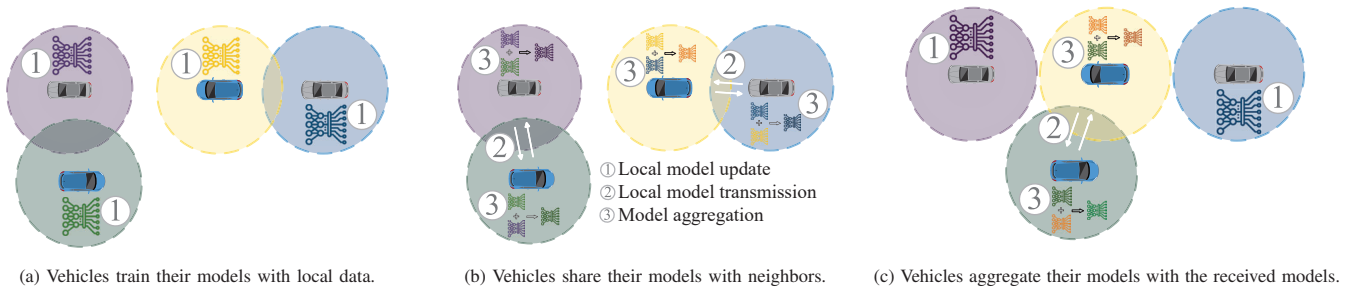 1
1
1
1
(a) Vehicles train their models with local data.
3
3
2
3
2
3
① Local model update
② Local model transmission
③ Model aggregation
(b) Vehicles share their models with neighbors.
1
3
1
2
3
(c) Vehicles aggregate their models with the received models.